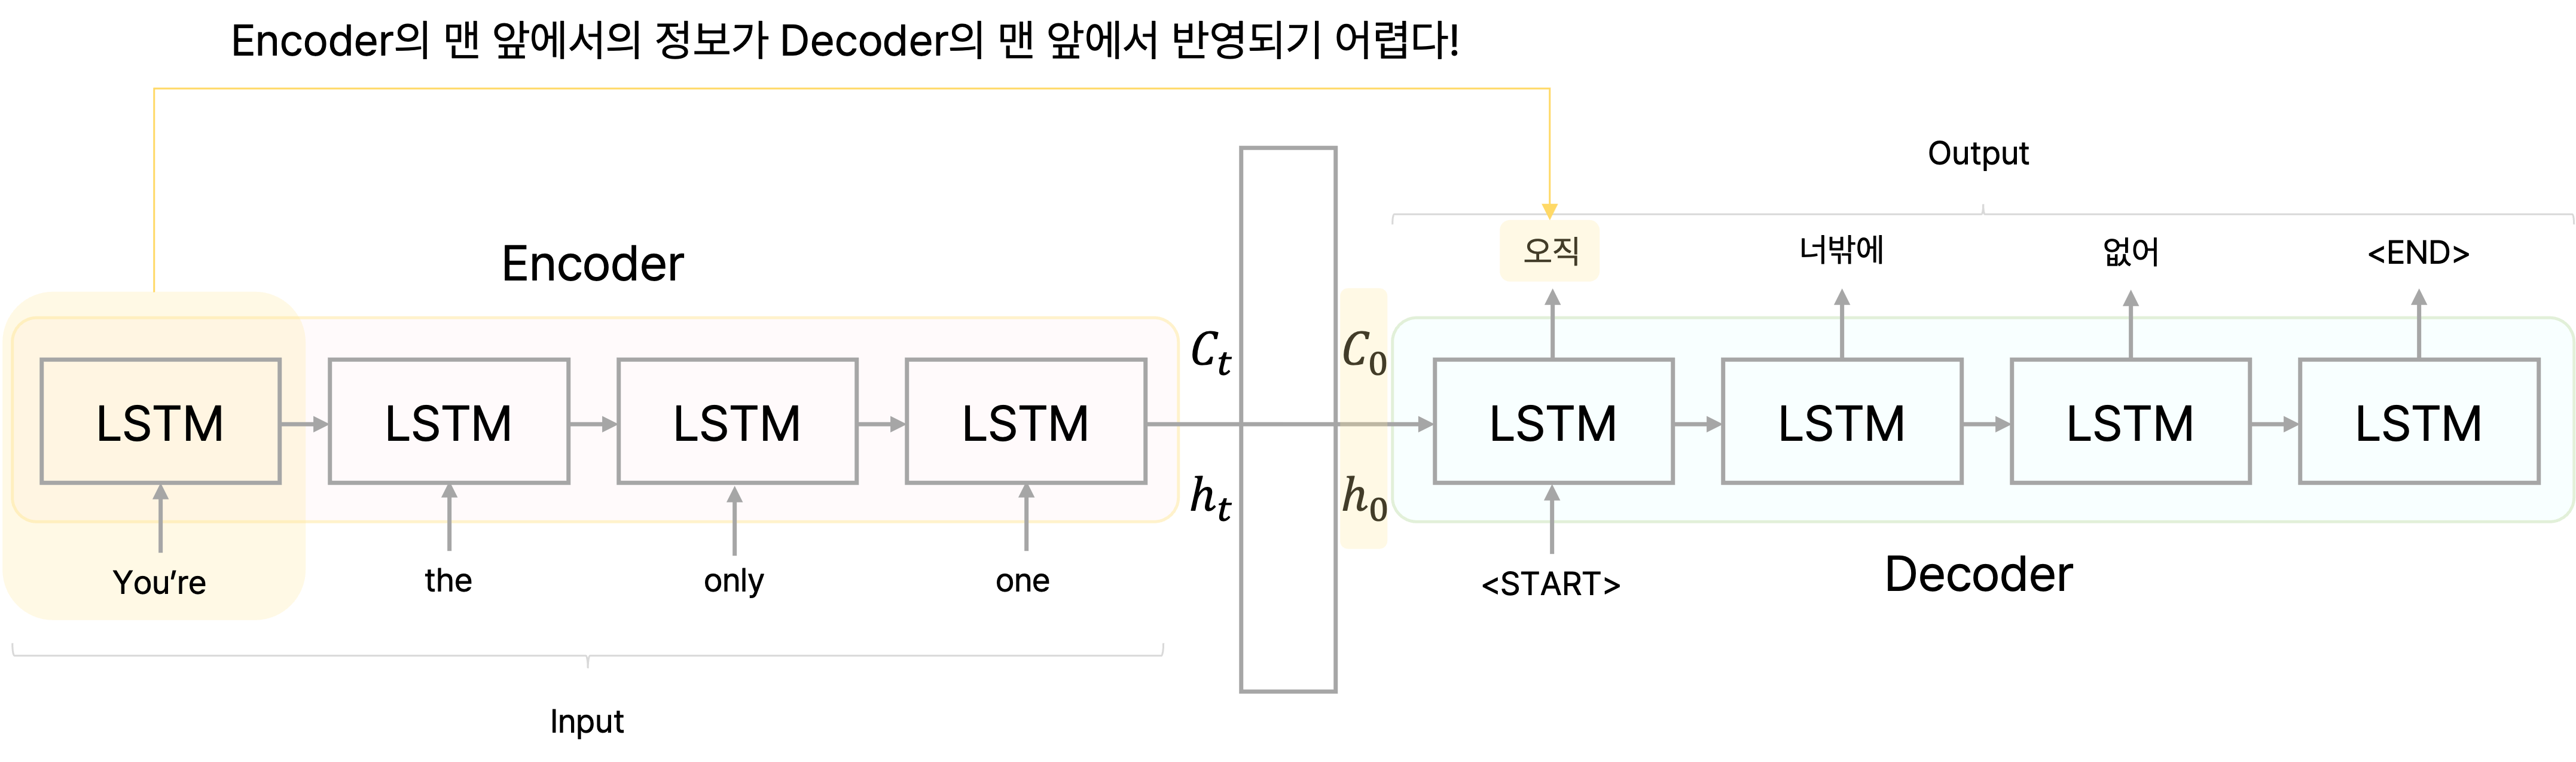 Encoder의 맨 앞에서의 정보가 Decoder의 맨 앞에서 반영되기 어렵다!
Output
Encoder
오직 너밖에 없어 <END>
C_t C_0
LSTM LSTM LSTM LSTM LSTM LSTM LSTM LSTM
h_t h_0
You're the only one <START>
Decoder
Input